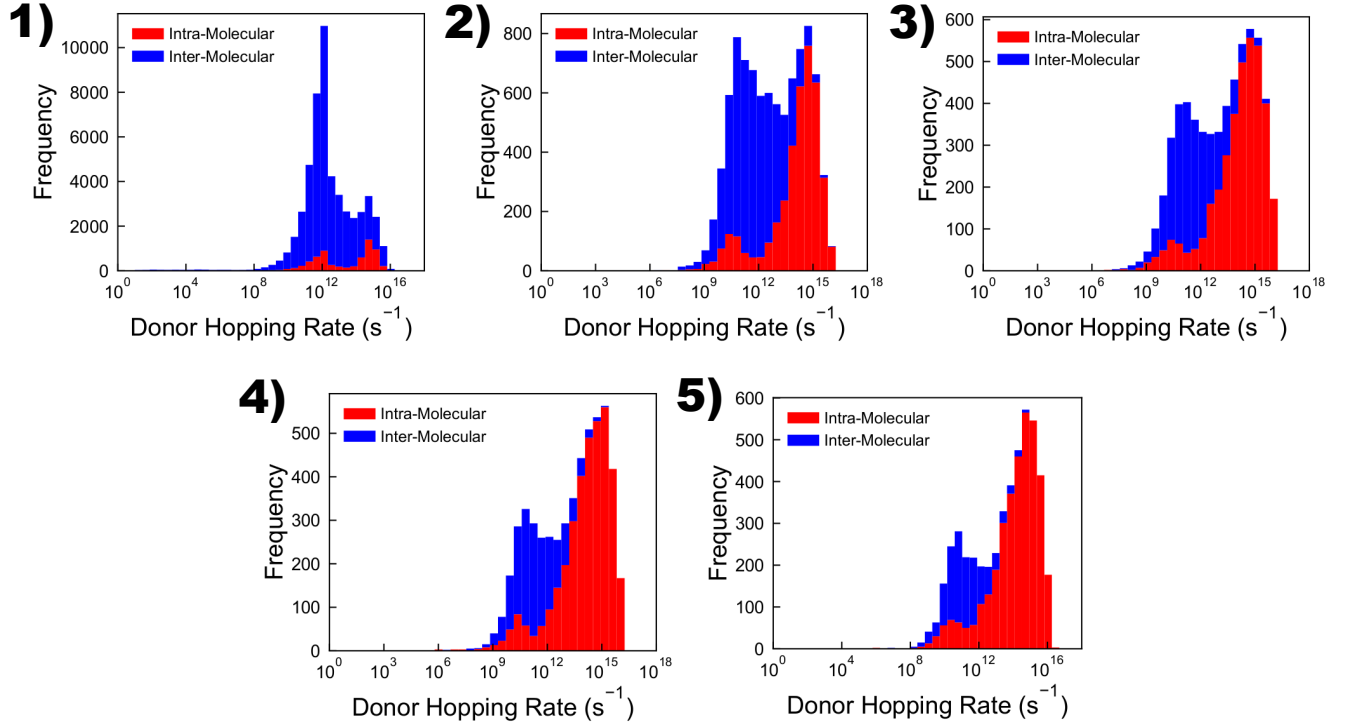 1)
Intra-Molecular
Inter-Molecular
10000
8000
6000
4000
2000
0
Frequency
10^0 10^4 10^8 10^12 10^16
Donor Hopping Rate (s^−1)
2)
Intra-Molecular
Inter-Molecular
800
600
400
200
0
Frequency
10^0 10^3 10^6 10^9 10^12 10^15 10^18
Donor Hopping Rate (s^−1)
3)
Intra-Molecular
Inter-Molecular
600
500
400
300
200
100
0
Frequency
10^0 10^3 10^6 10^9 10^12 10^15 10^18
Donor Hopping Rate (s^−1)
4)
Intra-Molecular
Inter-Molecular
500
400
300
200
100
0
Frequency
10^0 10^3 10^6 10^9 10^12 10^15 10^18
Donor Hopping Rate (s^−1)
5)
Intra-Molecular
Inter-Molecular
600
500
400
300
200
100
0
Frequency
10^0 10^4 10^8 10^12 10^16
Donor Hopping Rate (s^−1)